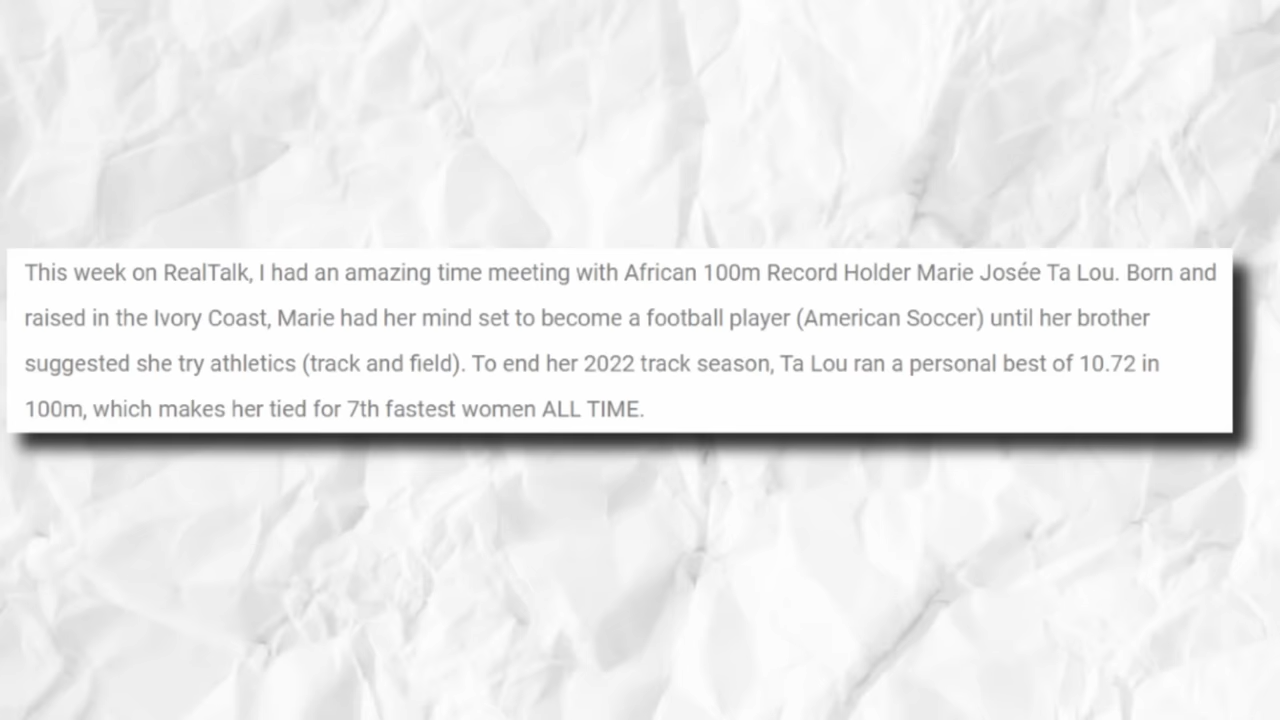 This week on RealTalk, I had an amazing time meeting with African 100m Record Holder Marie Josée Ta Lou. Born and
raised in the Ivory Coast, Marie had her mind set to become a football player (American Soccer) until her brother
suggested she try athletics (track and field). To end her 2022 track season, Ta Lou ran a personal best of 10.72 in
100m, which makes her tied for 7th fastest women ALL TIME.